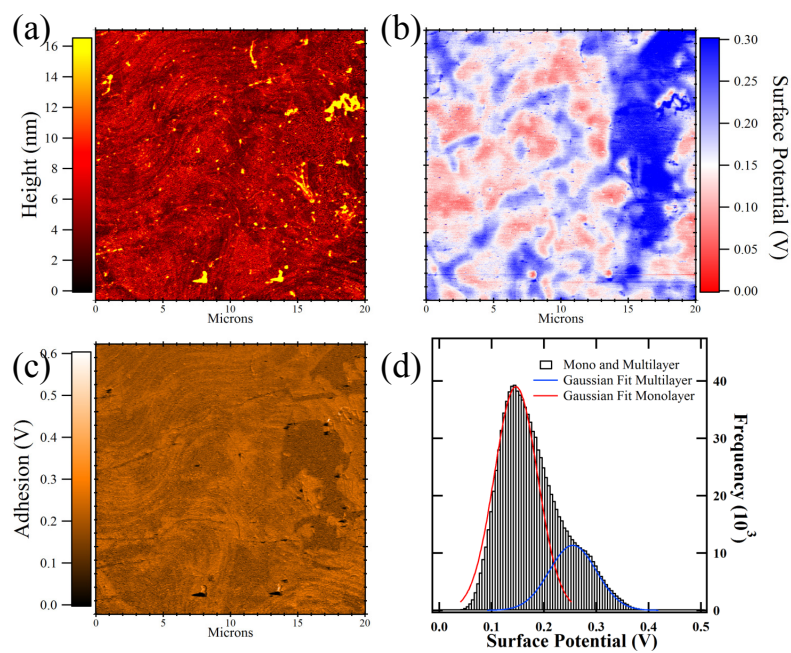 (a)
16
14
12
10
8
6
4
2
0
Height (nm)
0 5 10 15 20
Microns
(b)
0.30
0.25
0.20
0.15
0.10
0.05
0.00
Surface Potential (V)
0 5 10 15 20
Microns
(c)
0.6
0.5
0.4
0.3
0.2
0.1
0.0
Adhesion (V)
0 5 10 15 20
Microns
(d)
Mono and Multilayer
Gaussian Fit Multilayer
Gaussian Fit Monolayer
40
30
20
10
0
Frequency (10³)
0.0 0.1 0.2 0.3 0.4 0.5
Surface Potential (V)